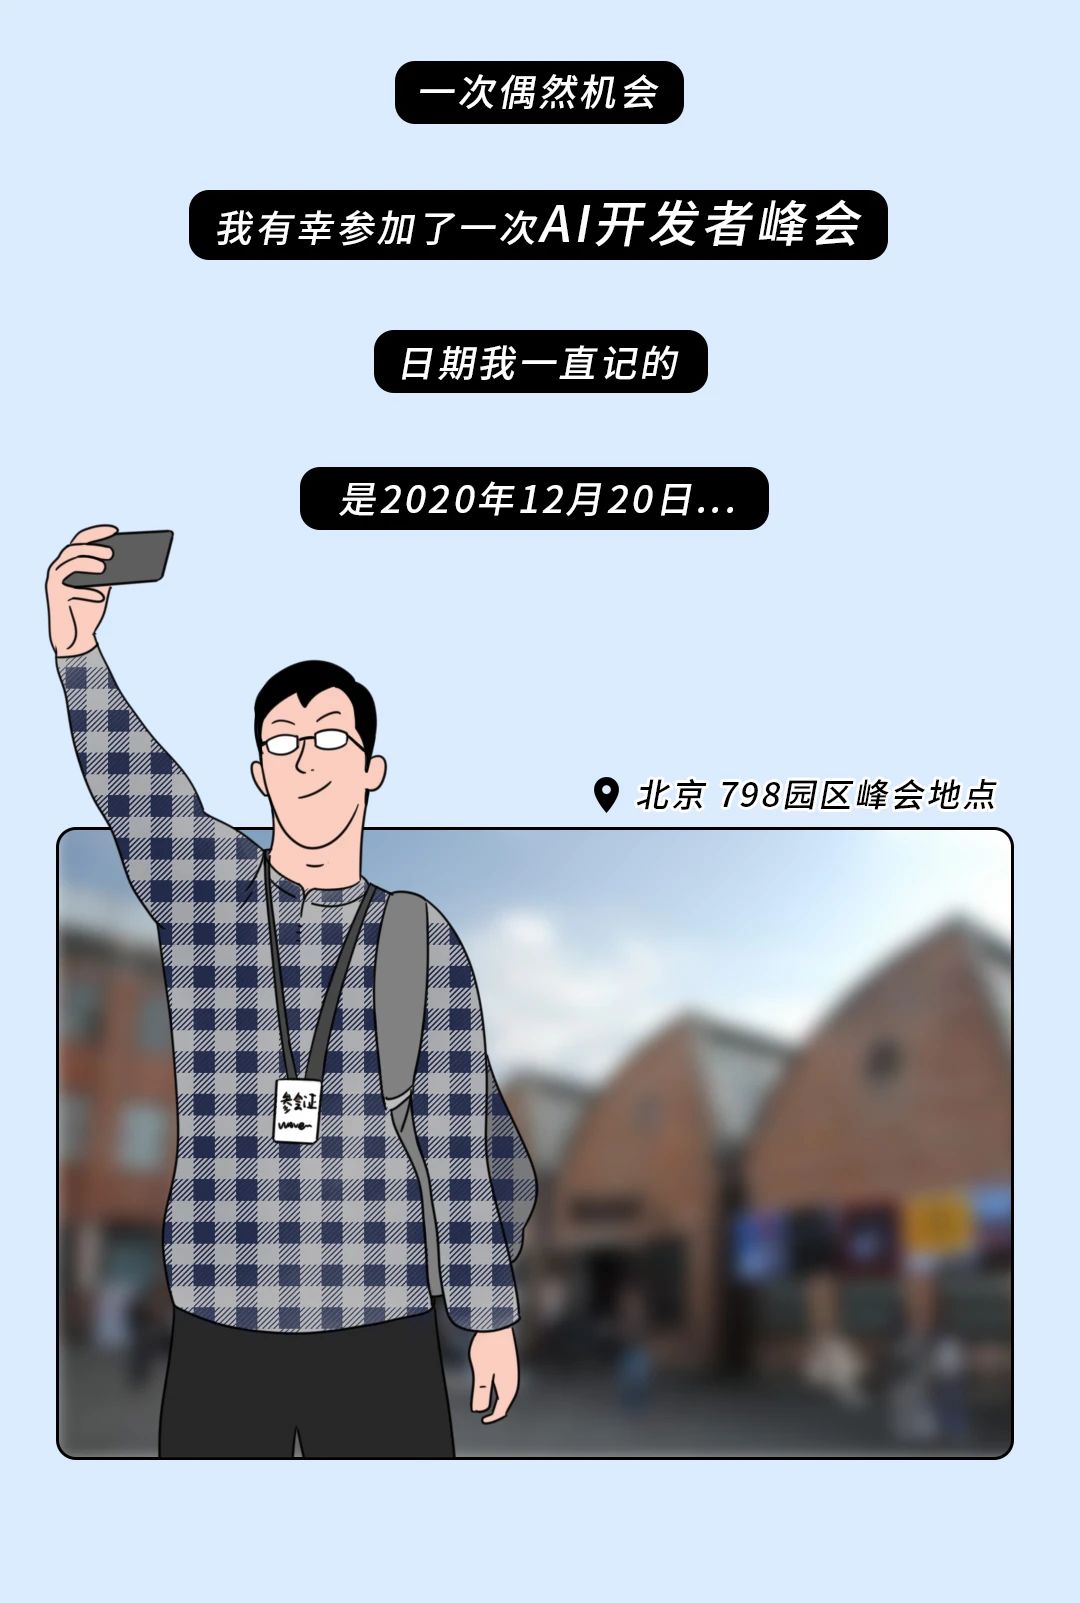 一次偶然机会
我有幸参加了一次AI开发者峰会
日期我一直记的
是2020年12月20日...
北京 798园区峰会地点
参会证
wave